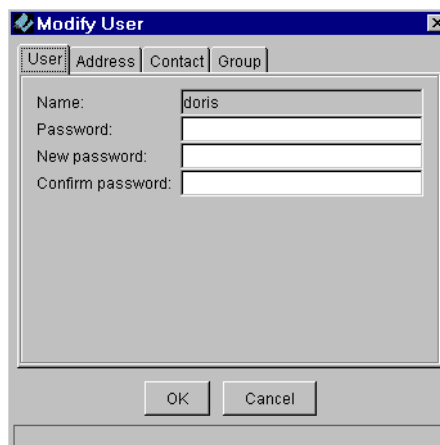 Modify User
User Address Contact Group
Name: doris
Password:
New password:
Confirm password:
OK Cancel